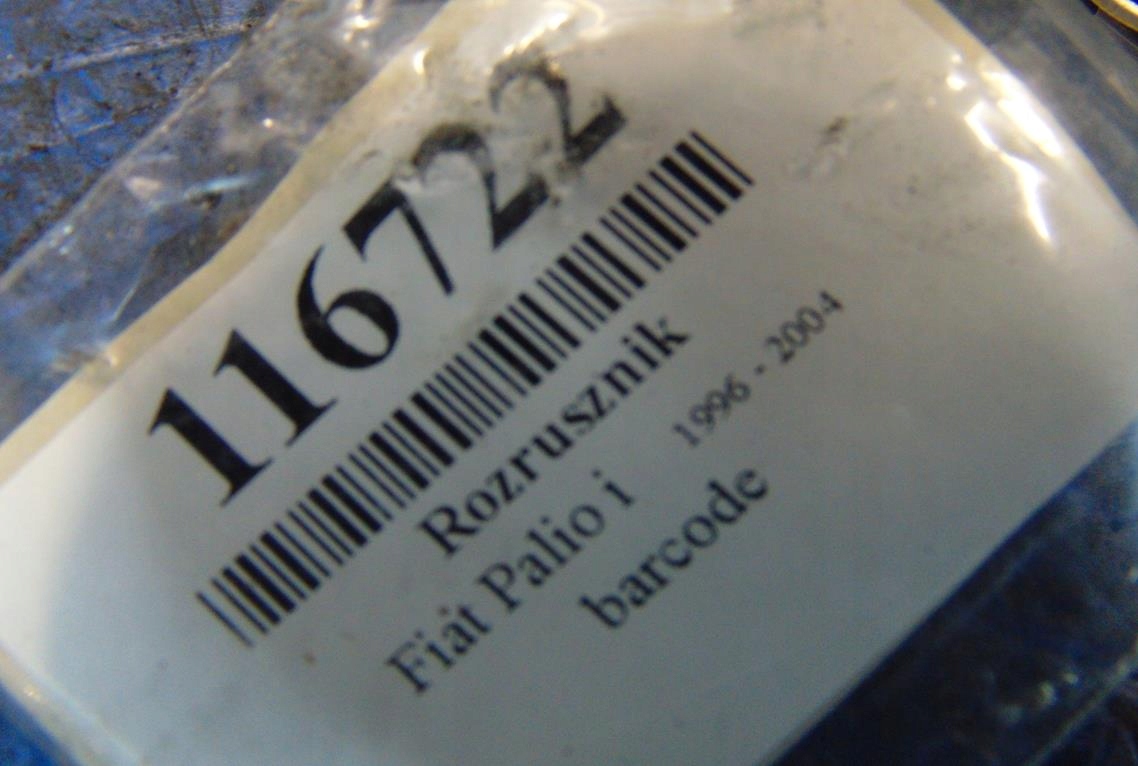 116722
Rozrusznik
Fiat Palio i 1996 - 2004
barcode